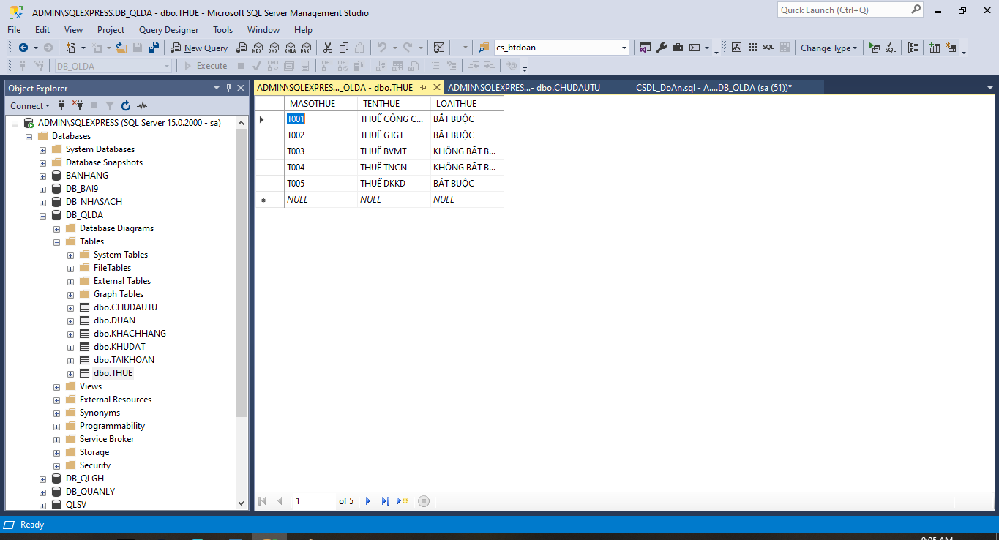 ADMIN\SQLEXPRESS.DB_QLDA - dbo.THUE - Microsoft SQL Server Management Studio
Quick Launch (Ctrl+Q)
File Edit View Project Query Designer Tools Window Help
New Query MDX DMX XMLA DAX cs_btdoan SQL Change Type SQL
DB_QLDA Execute
Object Explorer
Connect
ADMIN\SQLEXPRESS (SQL Server 15.0.2000 - sa)
Databases
System Databases
Database Snapshots
BANHANG
DB_BAI9
DB_NHASACH
DB_QLDA
Database Diagrams
Tables
System Tables
FileTables
External Tables
Graph Tables
dbo.CHUDAUTU
dbo.DUAN
dbo.KHACHHANG
dbo.KHUDAT
dbo.TAIKHOAN
dbo.THUE
Views
External Resources
Synonyms
Programmability
Service Broker
Storage
Security
DB_QLGH
DB_QUANLY
QLSV
ADMIN\SQLEXPRES..._QLDA - dbo.THUE ADMIN\SQLEXPRES...- dbo.CHUDAUTU CSDL_DoAn.sql - A....DB_QLDA (sa (51))*
MASOTHUE TENTHUE LOAITHUE
T001 THUẾ CÔNG C... BẮT BUỘC
T002 THUẾ GTGT BẮT BUỘC
T003 THUẾ BVMT KHÔNG BẮT B...
T004 THUẾ TNCN KHÔNG BẮT B...
T005 THUẾ DKKD BẮT BUỘC
NULL NULL NULL
1 of 5
Ready